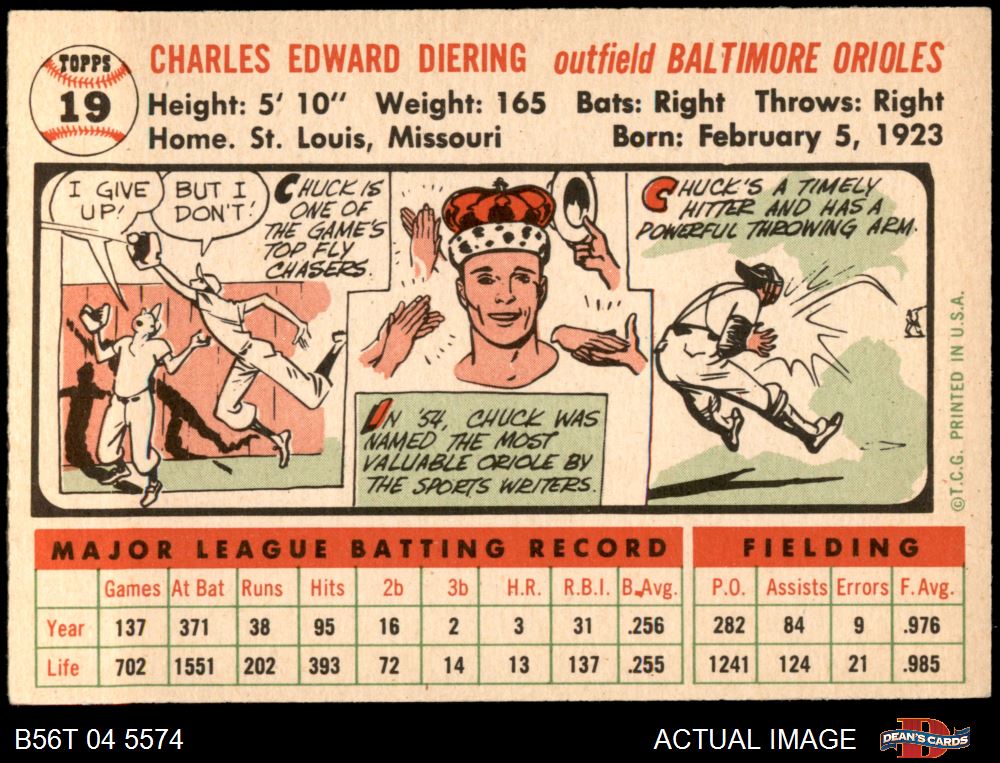 TOPPS
19
CHARLES EDWARD DIERING outfield BALTIMORE ORIOLES
Height: 5' 10" Weight: 165 Bats: Right Throws: Right
Home. St. Louis, Missouri Born: February 5, 1923
I GIVE
UP!
BUT I
DON'T!
CHUCK IS
ONE OF
THE GAME'S
TOP FLY
CHASERS.
IN '54, CHUCK WAS
NAMED THE MOST
VALUABLE ORIOLE BY
THE SPORTS WRITERS.
CHUCK'S A TIMELY
HITTER AND HAS A
POWERFUL THROWING ARM.
©T.C.G. PRINTED IN U.S.A.
MAJOR LEAGUE BATTING RECORD FIELDING
Games At Bat Runs Hits 2b 3b H.R. R.B.I. B.Avg. P.O. Assists Errors F.Avg.
Year 137 371 38 95 16 2 3 31 .256 282 84 9 .976
Life 702 1551 202 393 72 14 13 137 .255 1241 124 21 .985
B56T 04 5574 ACTUAL IMAGE
D
DEAN'S CARDS